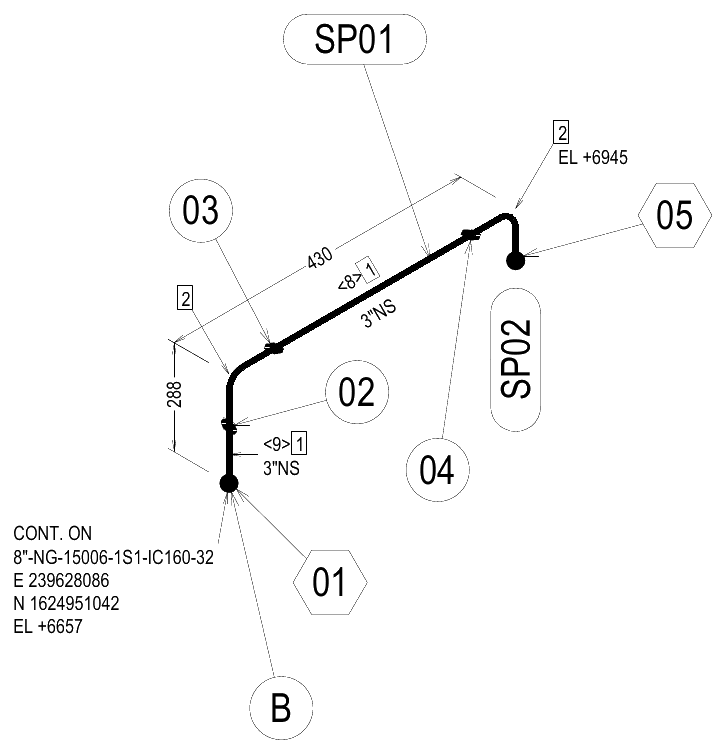 SP01
2
EL +6945
03
05
430
<8> 1
3"NS
2
SP02
288
02
<9> 1
3"NS
04
CONT. ON
8"-NG-15006-1S1-IC160-32
E 239628086
N 1624951042
EL +6657
01
B